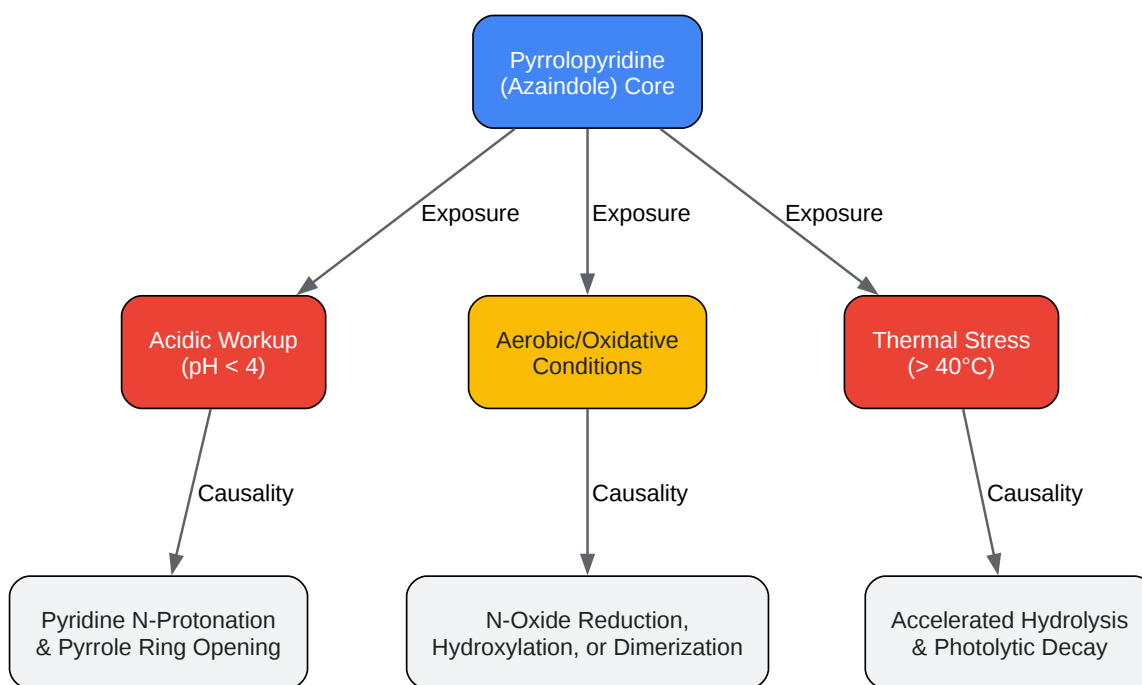 Pyrrolopyridine
(Azaindole) Core
Exposure
Exposure
Exposure
Acidic Workup
(pH < 4)
Aerobic/Oxidative
Conditions
Thermal Stress
(> 40°C)
Causality
Causality
Causality
Pyridine N-Protonation
& Pyrrole Ring Opening
N-Oxide Reduction,
Hydroxylation, or Dimerization
Accelerated Hydrolysis
& Photolytic Decay